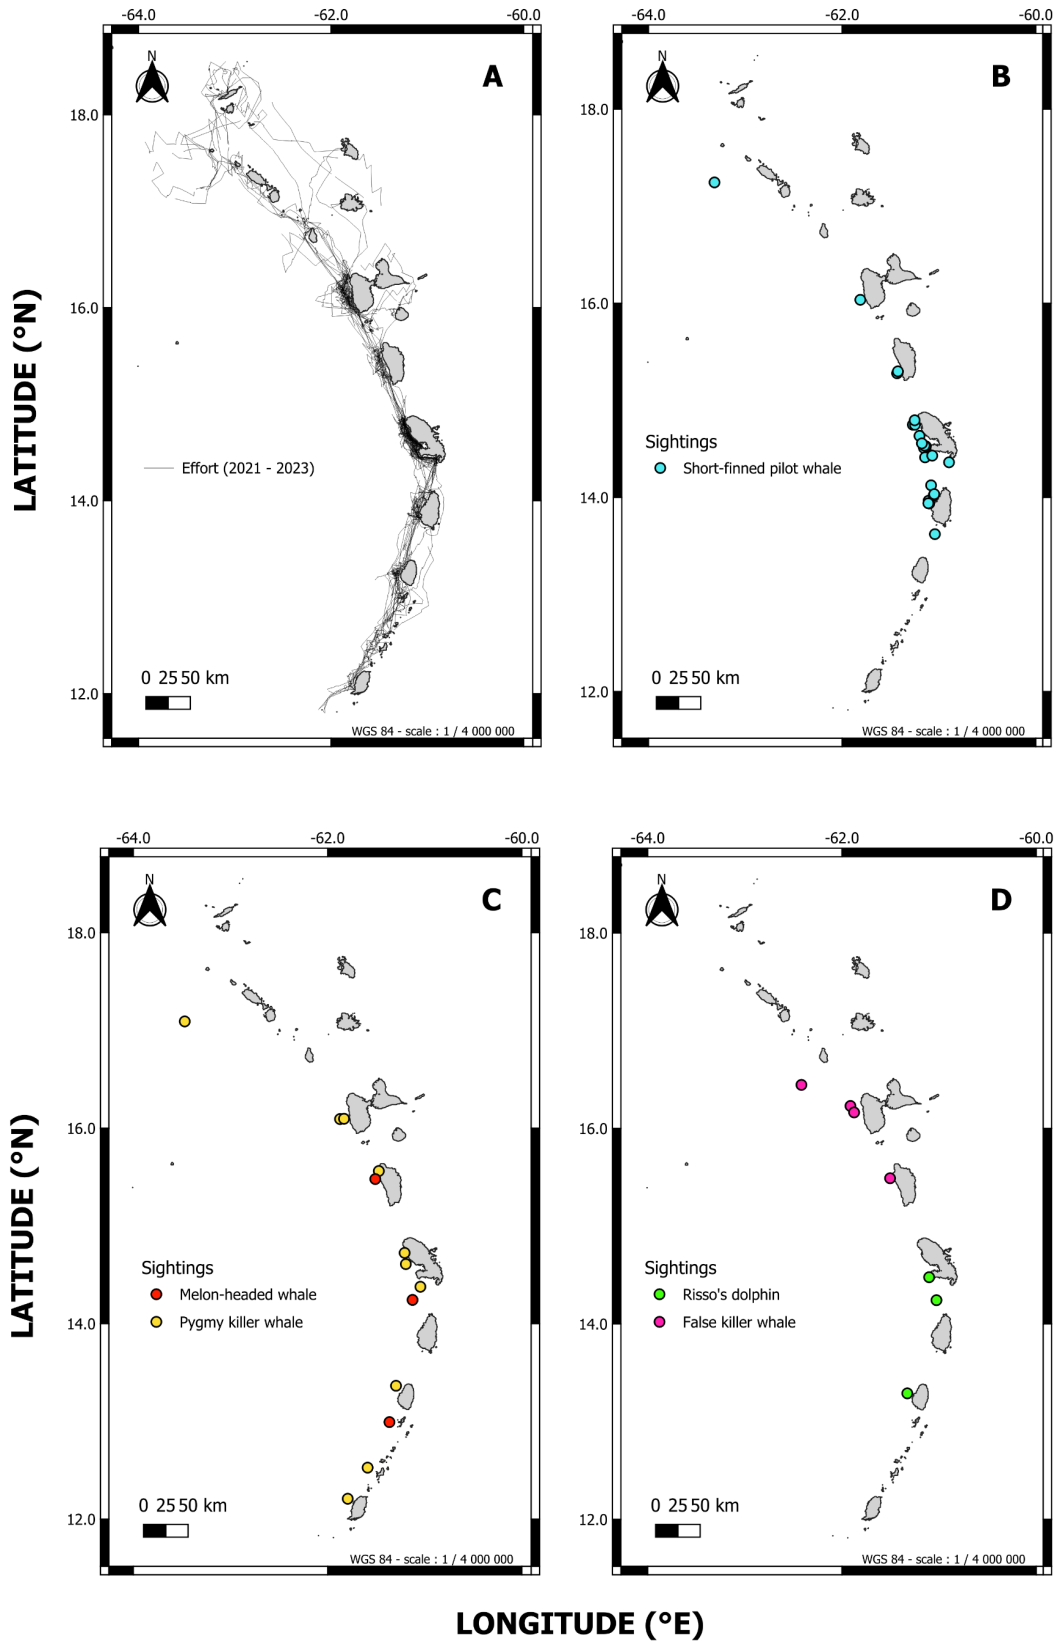 -64.0 -62.0 -60.0
N
A
18.0
16.0
14.0
12.0
LATITUDE (°N)
Effort (2021 - 2023)
0 25 50 km
WGS 84 - scale : 1 / 4 000 000
-64.0 -62.0 -60.0
N
B
18.0
16.0
14.0
12.0
Sightings
Short-finned pilot whale
0 25 50 km
WGS 84 - scale : 1 / 4 000 000
-64.0 -62.0 -60.0
N
C
18.0
16.0
14.0
12.0
LATITUDE (°N)
Sightings
Melon-headed whale
Pygmy killer whale
0 25 50 km
WGS 84 - scale : 1 / 4 000 000
-64.0 -62.0 -60.0
N
D
18.0
16.0
14.0
12.0
Sightings
Risso's dolphin
False killer whale
0 25 50 km
WGS 84 - scale : 1 / 4 000 000
LONGITUDE (°E)